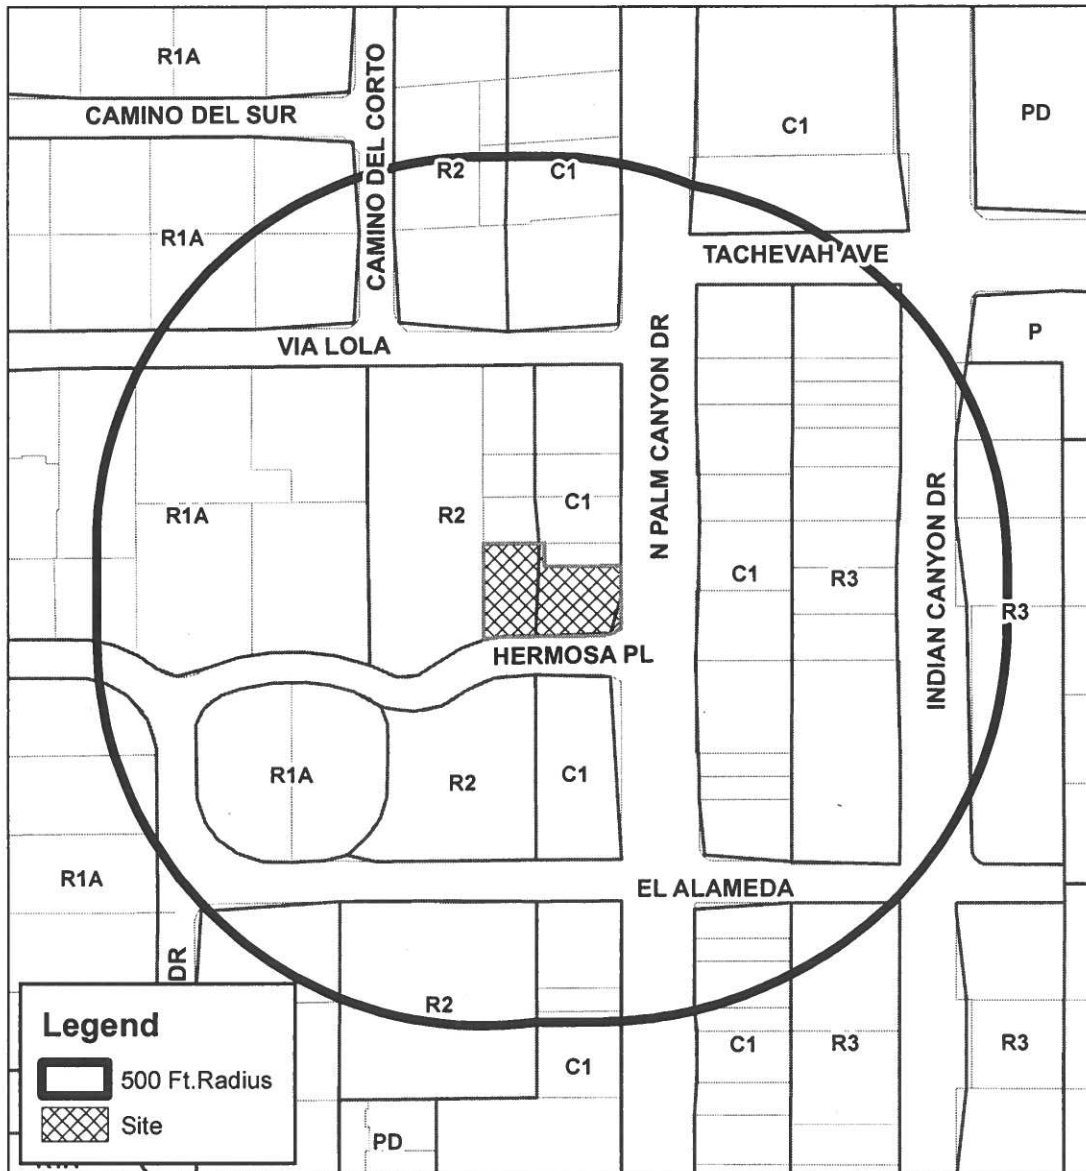 R1A
CAMINO DEL SUR
CAMINO DEL CORTO
C1
PD
R2
C1
R1A
TACHEVAH AVE
VIA LOLA
N PALM CANYON DR
P
R1A
R2
C1
C1
R3
INDIAN CANYON DR
R3
HERMOSA PL
R1A
R2
C1
R1A
EL ALAMEDA
DR
R2
C1
C1
R3
R3
PD
Legend
500 Ft.Radius
Site